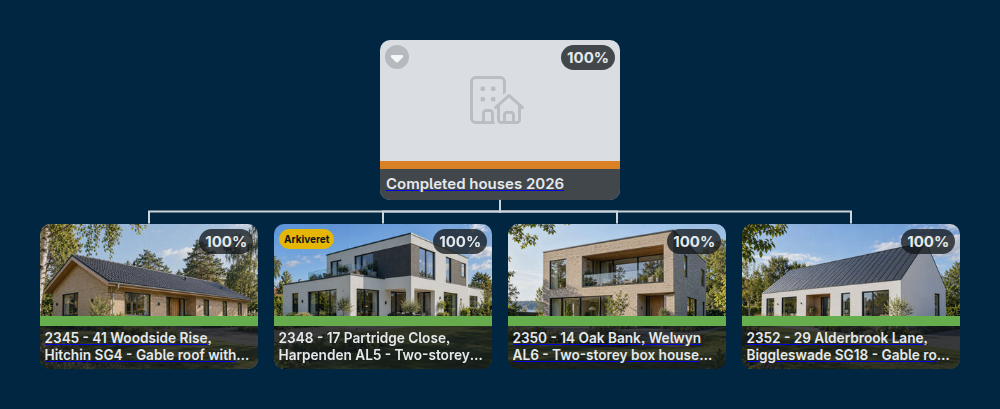 100%
Completed houses 2026
100%
2345 - 41 Woodside Rise,
Hitchin SG4 - Gable roof with...
Arkiveret
100%
2348 - 17 Partridge Close,
Harpenden AL5 - Two-storey...
100%
2350 - 14 Oak Bank, Welwyn
AL6 - Two-storey box house...
100%
2352 - 29 Alderbrook Lane,
Biggleswade SG18 - Gable ro...